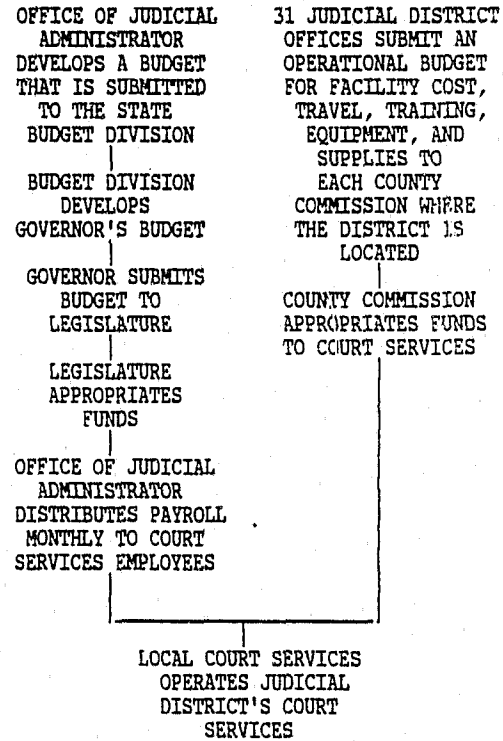 OFFICE OF JUDICIAL
ADMINISTRATOR
DEVELOPS A BUDGET
THAT IS SUBMITTED
TO THE STATE
BUDGET DIVISION
BUDGET DIVISION
DEVELOPS
GOVERNOR'S BUDGET
GOVERNOR SUBMITS
BUDGET TO
LEGISLATURE
LEGISLATURE
APPROPRIATES
FUNDS
OFFICE OF JUDICIAL
ADMINISTRATOR
DISTRIBUTES PAYROLL
MONTHLY TO COURT
SERVICES EMPLOYEES
31 JUDICIAL DISTRICT
OFFICES SUBMIT AN
OPERATIONAL BUDGET
FOR FACILITY COST,
TRAVEL, TRAINING,
EQUIPMENT, AND
SUPPLIES TO
EACH COUNTY
COMMISSION WHERE
THE DISTRICT IS
LOCATED
COUNTY COMMISSION
APPROPRIATES FUNDS
TO COURT SERVICES
LOCAL COURT SERVICES
OPERATES JUDICIAL
DISTRICT'S COURT
SERVICES